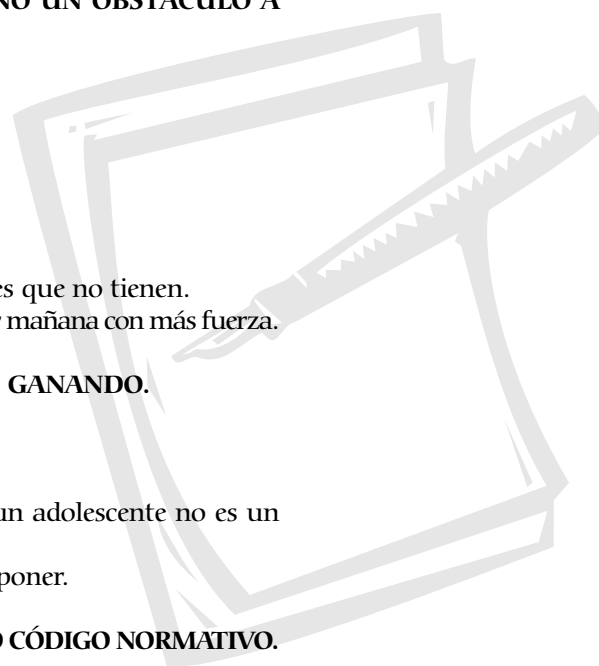 NO UN OBSTÁCULO A
es que no tienen.
mañana con más fuerza.
GANANDO.
un adolescente no es un
poner.
CÓDIGO NORMATIVO.